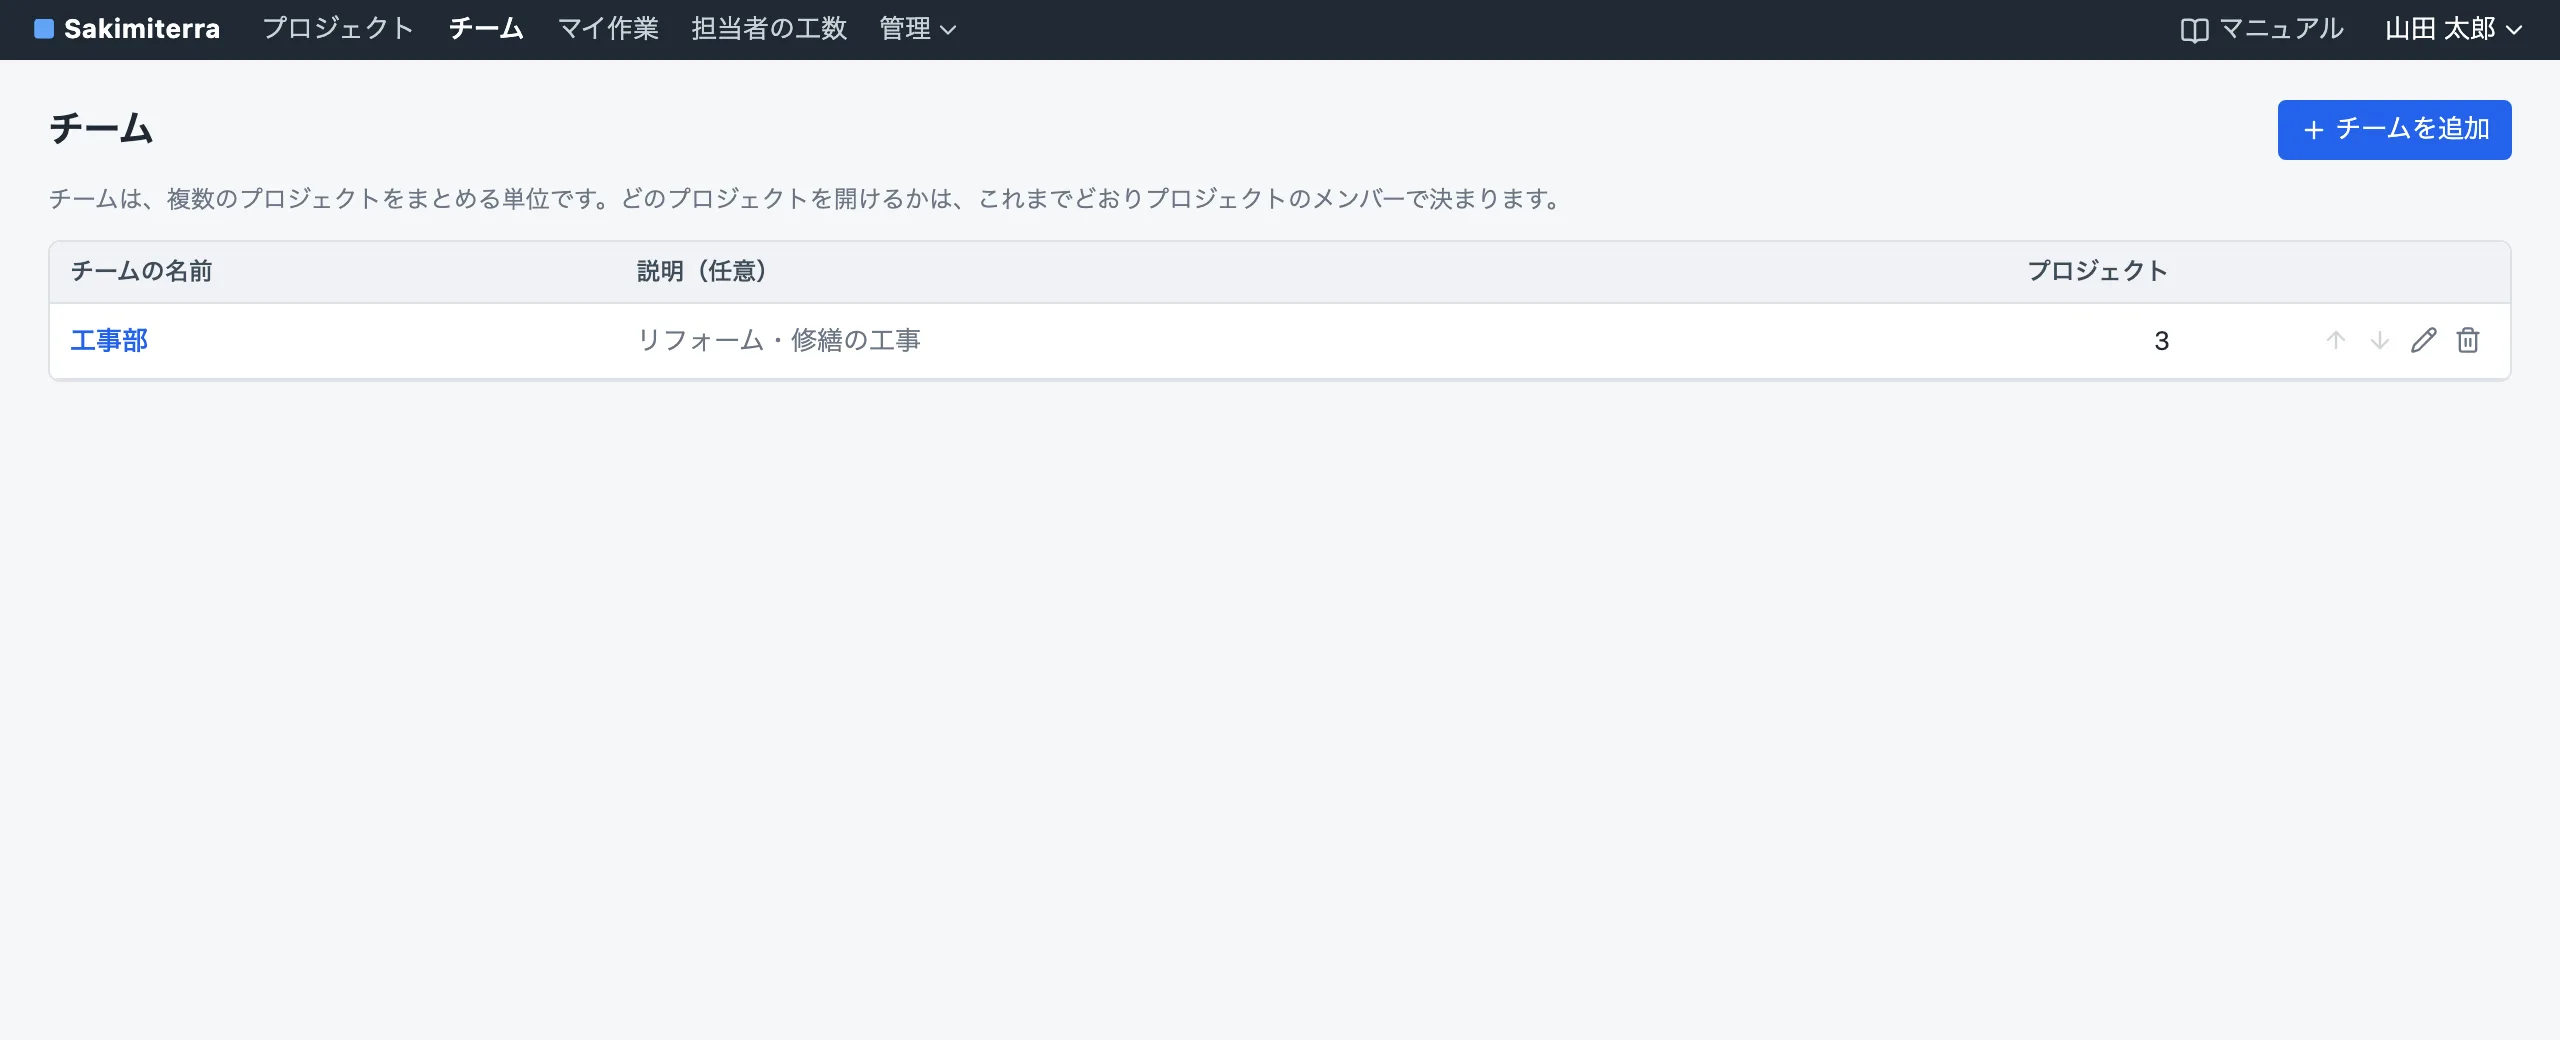 Sakimiterra プロジェクト チーム マイ作業 担当者の工数 管理 マニュアル 山田 太郎
チーム
+ チームを追加
チームは、複数のプロジェクトをまとめる単位です。どのプロジェクトを開けるかは、これまでどおりプロジェクトのメンバーで決まります。
チームの名前 説明（任意） プロジェクト
工事部 リフォーム・修繕の工事 3